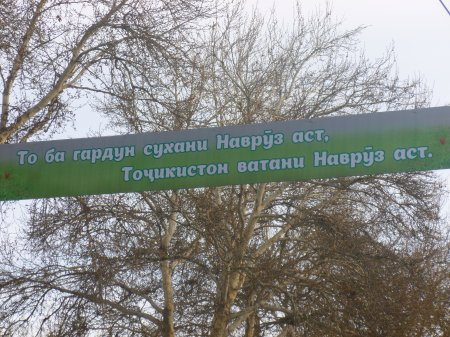 То ба гардун сухани Наврӯз аст,
Тоҷикистон ватани Наврӯз аст.